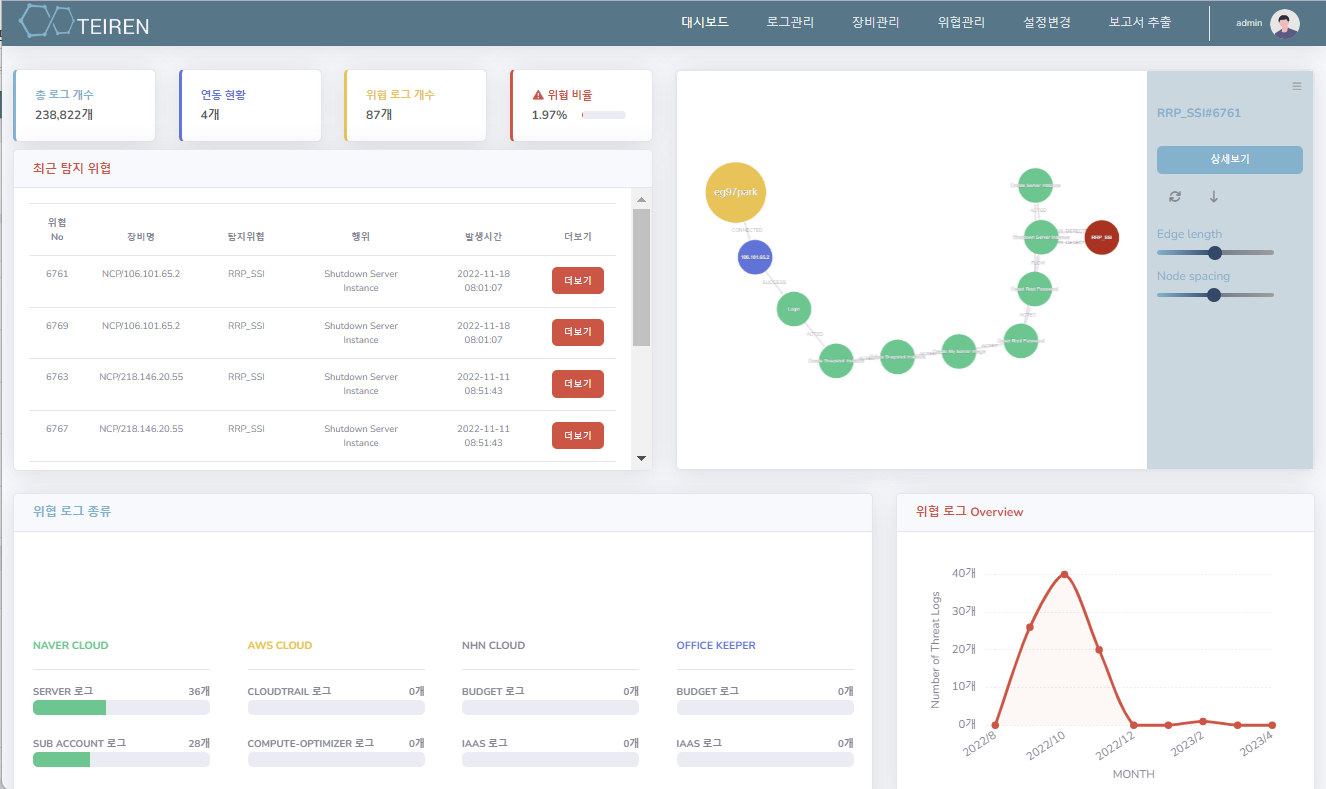 TEIREN
대시보드 로그관리 장비관리 위협관리 설정변경 보고서 추출 admin
총 로그 개수
238,822개
연동 현황
4개
위협 로그 개수
87개
위협 비율
1.97%
최근 탐지 위협
위협 No 장비명 탐지위협 행위 발생시간 더보기
6761 NCP/106.101.65.2 RRP_SSI Shutdown Server Instance 2022-11-18 08:01:07 더보기
6769 NCP/106.101.65.2 RRP_SSI Shutdown Server Instance 2022-11-18 08:01:07 더보기
6763 NCP/218.146.20.55 RRP_SSI Shutdown Server Instance 2022-11-11 08:51:43 더보기
6767 NCP/218.146.20.55 RRP_SSI Shutdown Server Instance 2022-11-11 08:51:43 더보기
eg97park
CONNECTED
106.101.65.2
SUCCESS
Login
ACTED
RRP_SSI
RRP_SSI#6761
상세보기
Edge length
Node spacing
위협 로그 종류
NAVER CLOUD
SERVER 로그 36개
SUB ACCOUNT 로그 28개
AWS CLOUD
CLOUDTRAIL 로그 0개
COMPUTE-OPTIMIZER 로그 0개
NHN CLOUD
BUDGET 로그 0개
IAAS 로그 0개
OFFICE KEEPER
BUDGET 로그 0개
IAAS 로그 0개
위협 로그 Overview
Number of Threat Logs
40개
30개
20개
10개
0개
2022/8 2022/10 2022/12 2023/2 2023/4
MONTH